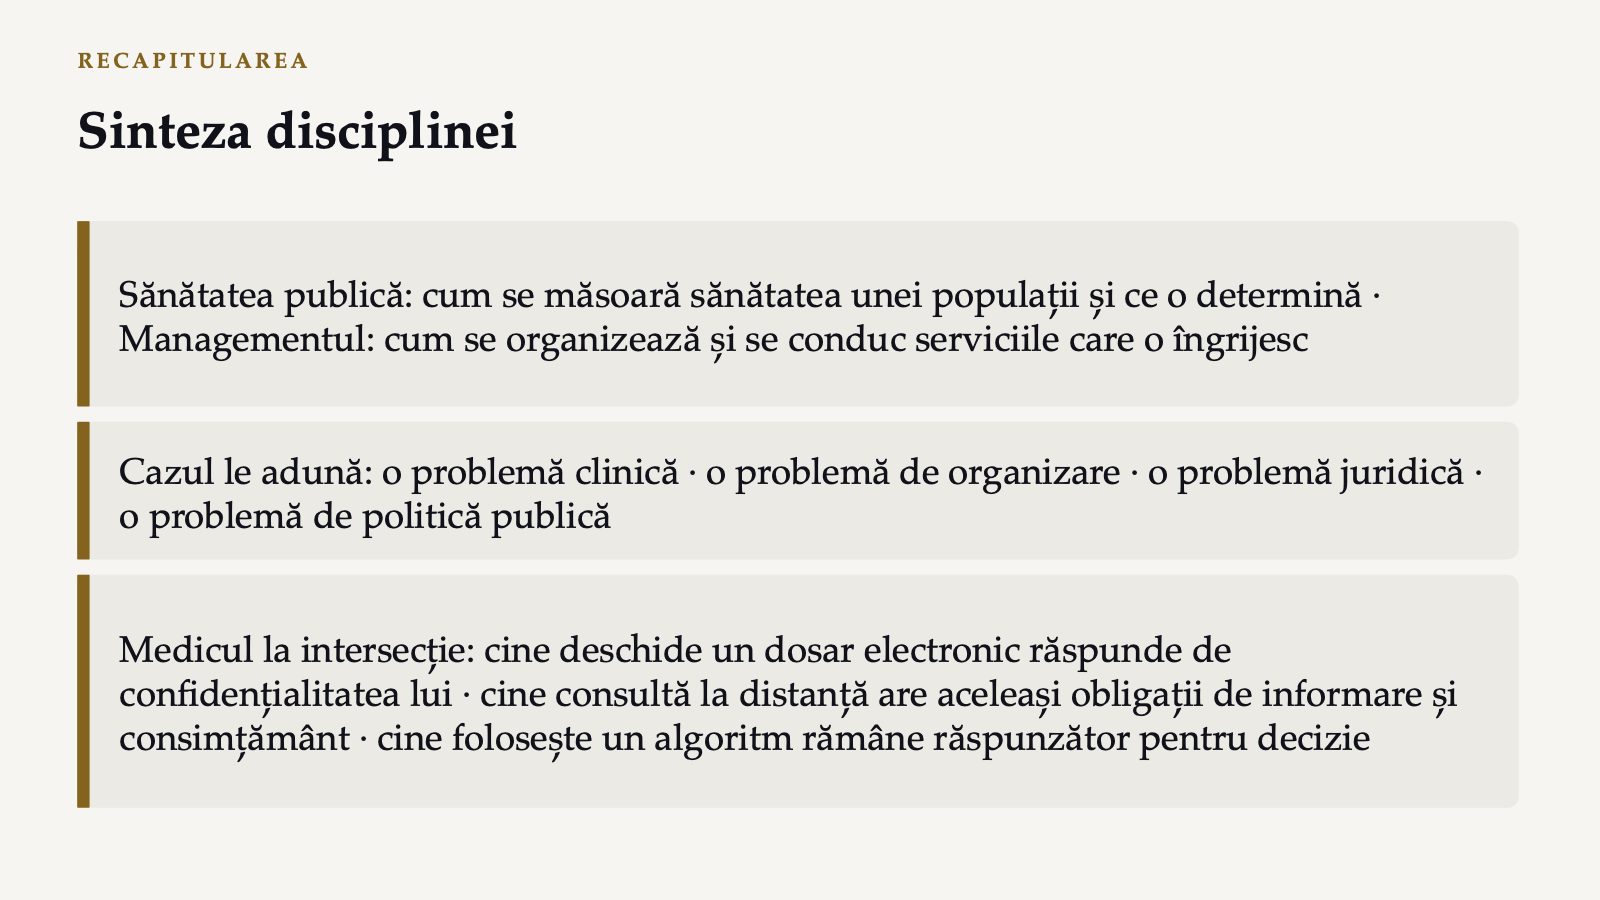 RECAPITULAREA
Sinteza disciplinei
Sănătatea publică: cum se măsoară sănătatea unei populații și ce o determină ·
Managementul: cum se organizează și se conduc serviciile care o îngrijesc
Cazul le adună: o problemă clinică · o problemă de organizare · o problemă juridică ·
o problemă de politică publică
Medicul la intersecție: cine deschide un dosar electronic răspunde de
confidențialitatea lui · cine consultă la distanță are aceleași obligații de informare și
consimțământ · cine folosește un algoritm rămâne răspunzător pentru decizie